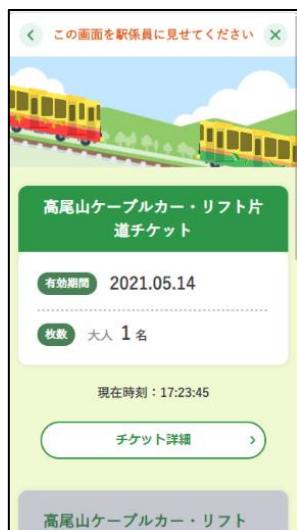 この画面を駅係員に見せてください
高尾山ケーブルカー・リフト片
道チケット
有効期間 2021.05.14
枚数 大人 1 名
現在時刻：17:23:45
チケット詳細
高尾山ケーブルカー・リフト